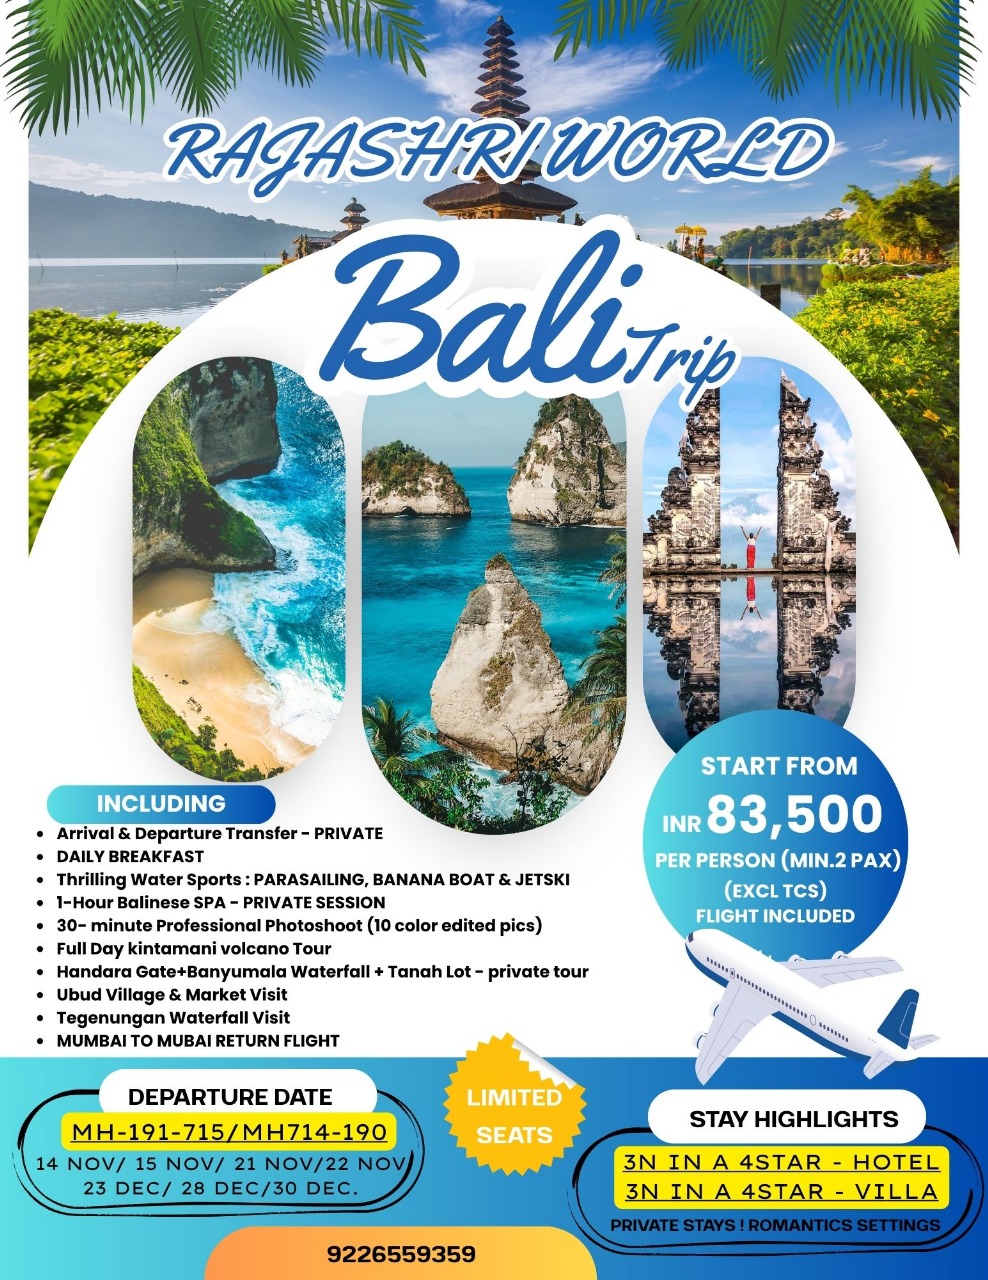 RAJASHRI WORLD
Bali Trip
START FROM
INR 83,500
PER PERSON (MIN.2 PAX)
(EXCL TCS)
FLIGHT INCLUDED
INCLUDING
• Arrival & Departure Transfer - PRIVATE
• DAILY BREAKFAST
• Thrilling Water Sports : PARASAILING, BANANA BOAT & JETSKI
• 1-Hour Balinese SPA - PRIVATE SESSION
• 30- minute Professional Photoshoot (10 color edited pics)
• Full Day kintamani volcano Tour
• Handara Gate+Banyumala Waterfall + Tanah Lot - private tour
• Ubud Village & Market Visit
• Tegenungan Waterfall Visit
• MUMBAI TO MUBAI RETURN FLIGHT
DEPARTURE DATE
MH-191-715/MH714-190
14 NOV/ 15 NOV/ 21 NOV/22 NOV/
23 DEC/ 28 DEC/30 DEC.
LIMITED
SEATS
STAY HIGHLIGHTS
3N IN A 4STAR - HOTEL
3N IN A 4STAR - VILLA
PRIVATE STAYS ! ROMANTICS SETTINGS
9226559359